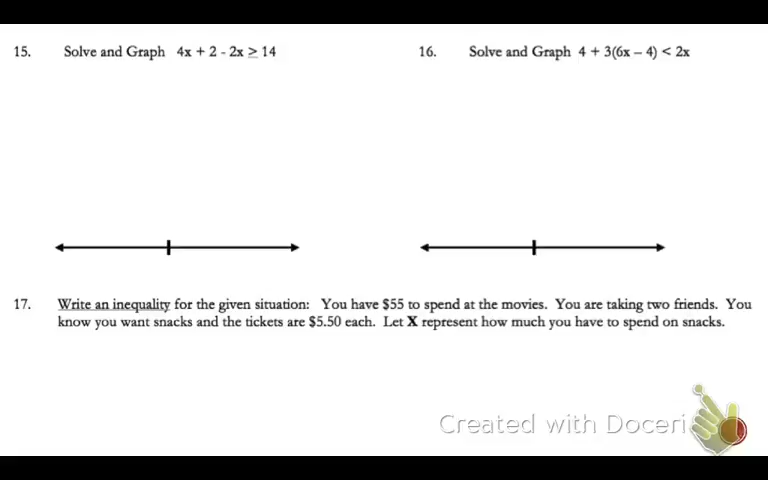 15. Solve and Graph 4x + 2 - 2x ≥ 14
16. Solve and Graph 4 + 3(6x – 4) < 2x
17. Write an inequality for the given situation: You have $55 to spend at the movies. You are taking two friends. You
know you want snacks and the tickets are $5.50 each. Let X represent how much you have to spend on snacks.
Created with Doceri